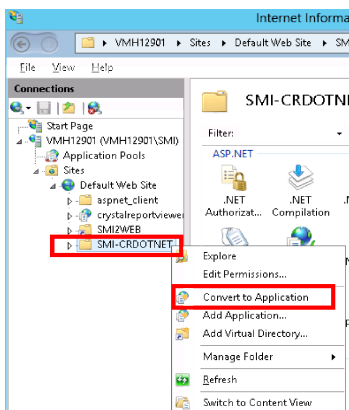 Internet Informa
VMH12901 Sites Default Web Site SM
File View Help
Connections
SMI-CRDOTN
Start Page
VMH12901 (VMH12901\SMI)
Application Pools
Sites
Default Web Site
aspnet_client
crystalreportviewer
SMI2WEB
SMI-CRDOTNET
Filter:
ASP.NET
.NET Authorizat...
.NET Compilation
Explore
Edit Permissions...
Convert to Application
Add Application...
Add Virtual Directory...
Manage Folder
Refresh
Switch to Content View